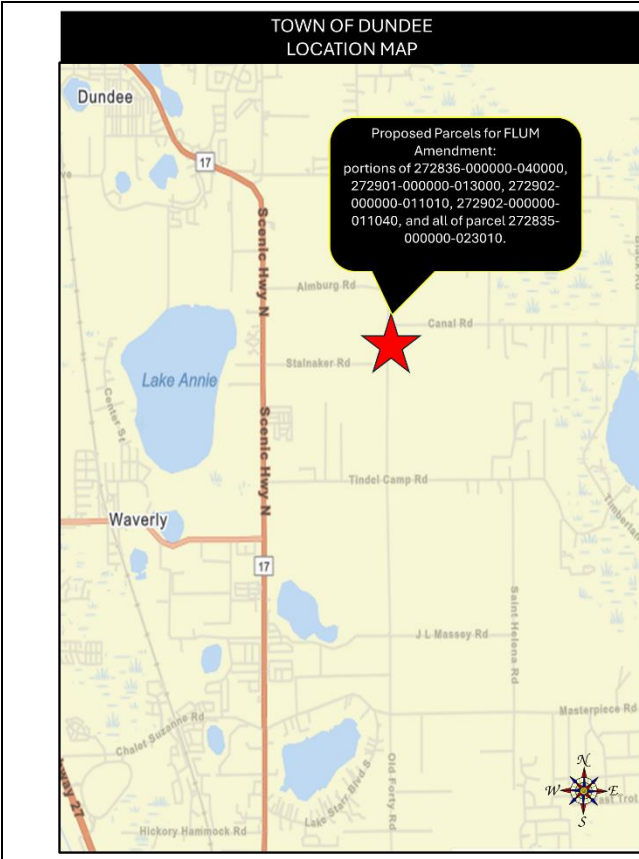 TOWN OF DUNDEE
LOCATION MAP
Dundee
17
Proposed Parcels for FLUM
Amendment:
portions of 272836-000000-040000,
272901-000000-013000, 272902-
000000-011010, 272902-000000-
011040, and all of parcel 272835-
000000-023010.
Scenic Hwy N
Almburg Rd
Canal Rd
Stalnaker Rd
Lake Annie
Center St
Scenic Hwy N
Tindel Camp Rd
Waverly
17
Saint Helena Rd
J L Massey Rd
Masterpiece Rd
Chalet Suzanne Rd
Old Forty Rd
Lake Starr Blvd S
Hickory Hammock Rd
N
W
E
S